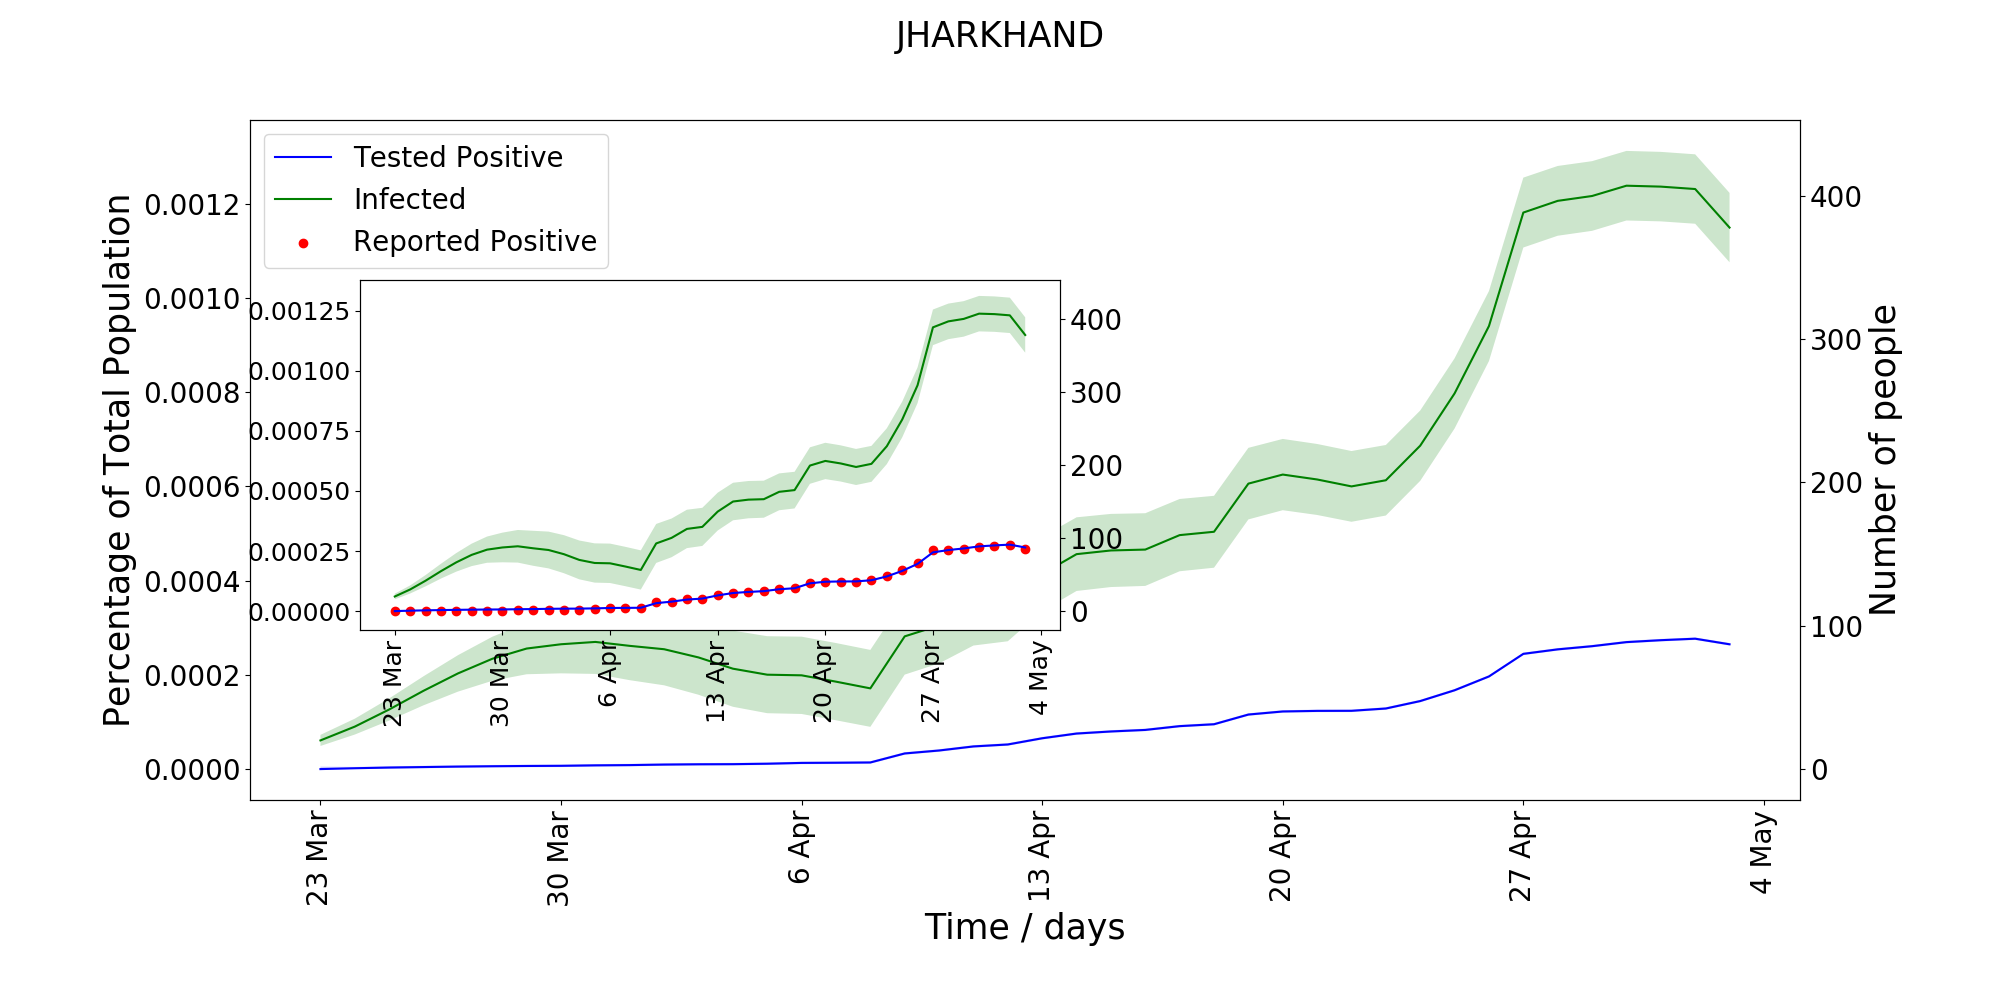 JHARKHAND
Tested Positive
Infected
Reported Positive
Percentage of Total Population
0.0012
0.0010
0.0008
0.0006
0.0004
0.0002
0.0000
400
300
200
100
0
Number of people
0.00125
0.00100
0.00075
0.00050
0.00025
0.00000
400
300
200
100
0
23 Mar
30 Mar
6 Apr
13 Apr
20 Apr
27 Apr
4 May
23 Mar
30 Mar
6 Apr
13 Apr
20 Apr
27 Apr
4 May
Time / days